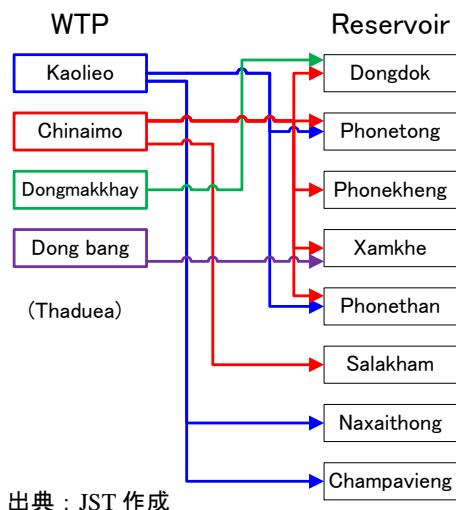 WTP
Reservoir
Kaolieo
Dongdok
Chinaimo
Phonetong
Dongmakkhay
Phonekheng
Dong bang
Xamkhe
(Thaduea)
Phonethan
Salakham
Naxaithong
Champavieng
出典：JST 作成